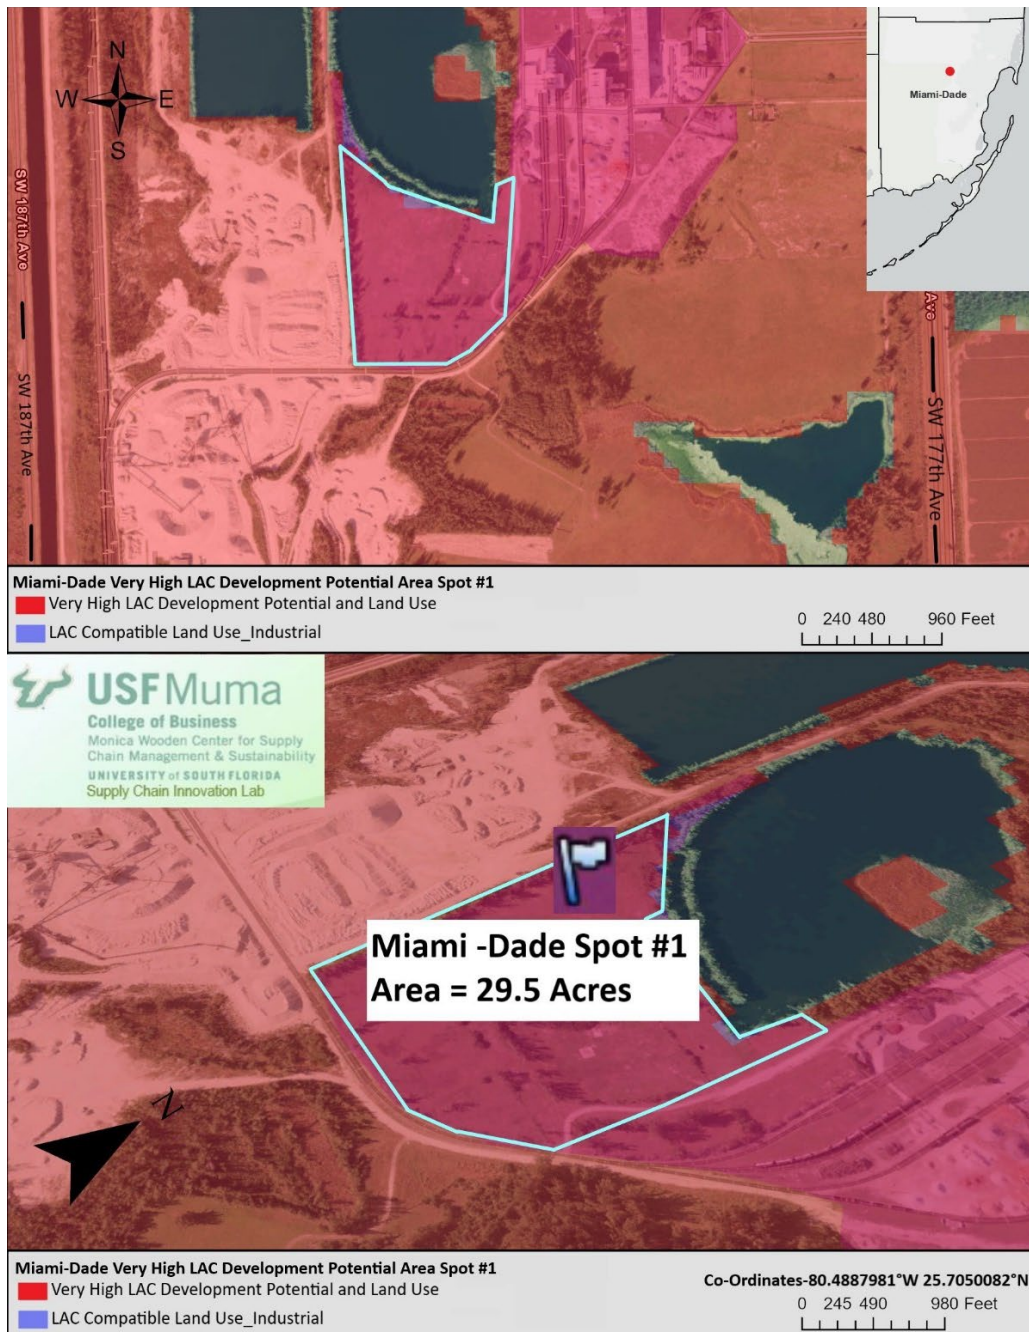 N
W E
S
Miami-Dade
SW 187th Ave
SW 187th Ave
Ave
SW 177th Ave
Miami-Dade Very High LAC Development Potential Area Spot #1
Very High LAC Development Potential and Land Use
LAC Compatible Land Use_Industrial
0 240 480 960 Feet
USF Muma
College of Business
Monica Wooden Center for Supply
Chain Management & Sustainability
UNIVERSITY of SOUTH FLORIDA
Supply Chain Innovation Lab
Miami -Dade Spot #1
Area = 29.5 Acres
N
Miami-Dade Very High LAC Development Potential Area Spot #1
Very High LAC Development Potential and Land Use
LAC Compatible Land Use_Industrial
Co-Ordinates-80.4887981°W 25.7050082°N
0 245 490 980 Feet